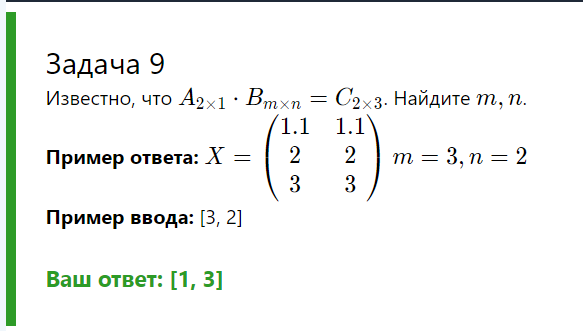 Задача 9
Известно, что $A_{2\times 1} \cdot B_{m\times n} = C_{2\times 3}$. Найдите $m, n$.
Пример ответа: $X = \begin{pmatrix} 1.1 & 1.1 \\ 2 & 2 \\ 3 & 3 \end{pmatrix}$ $m = 3, n = 2$
Пример ввода: [3, 2]
Ваш ответ: [1, 3]